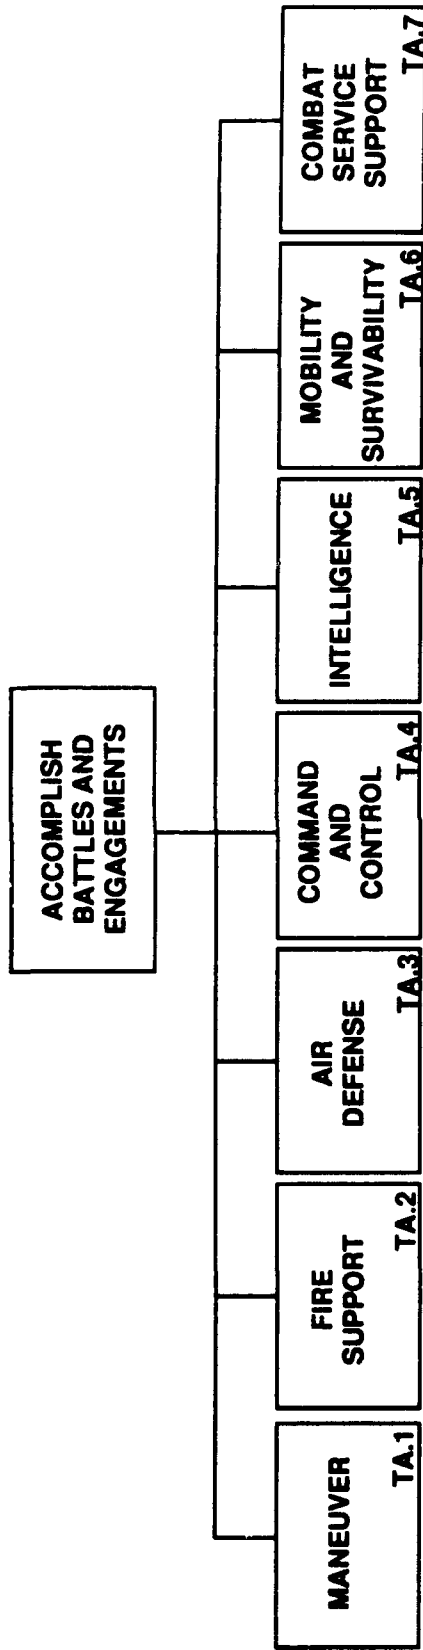 ACCOMPLISH
BATTLES AND
ENGAGEMENTS
MANEUVER
TA.1
FIRE
SUPPORT
TA.2
AIR
DEFENSE
TA.3
COMMAND
AND
CONTROL
TA.4
INTELLIGENCE
TA.5
MOBILITY
AND
SURVIVABILITY
TA.6
COMBAT
SERVICE
SUPPORT
TA.7